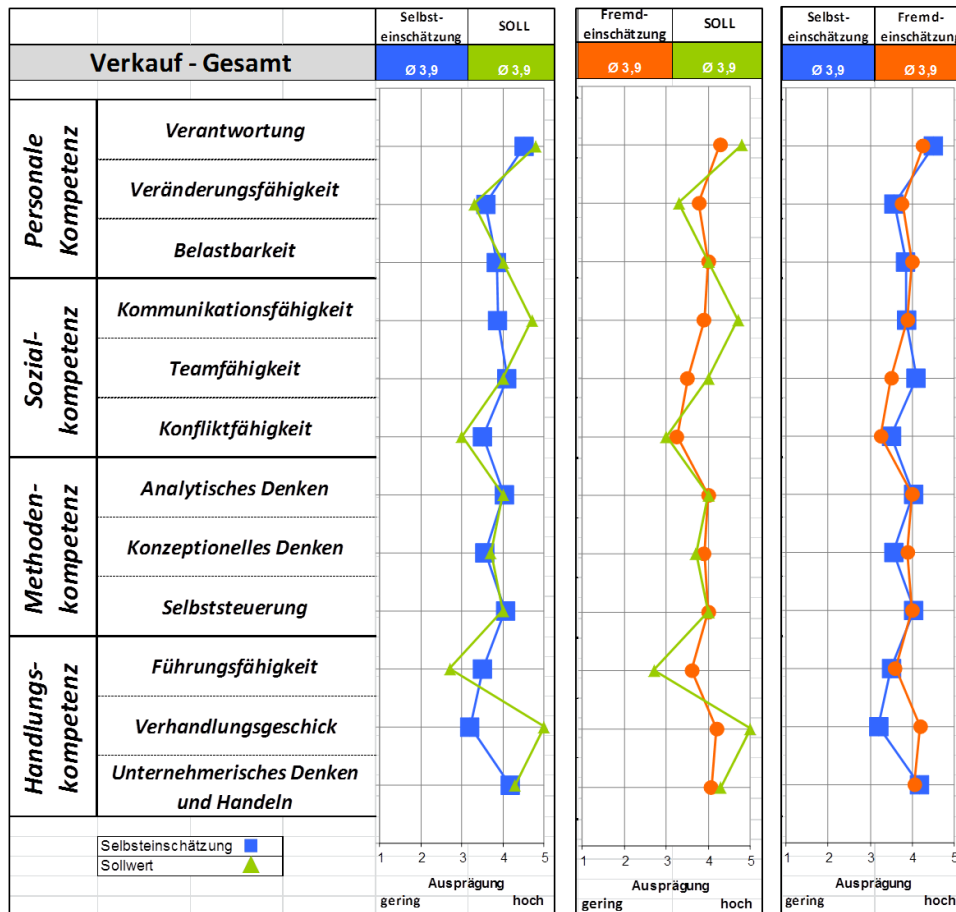 Selbst-
einschätzung
SOLL
Fremd-
einschätzung
SOLL
Selbst-
einschätzung
Fremd-
einschätzung
Verkauf - Gesamt
Ø 3,9
Ø 3,9
Ø 3,9
Ø 3,9
Ø 3,9
Ø 3,9
Personale
Kompetenz
Verantwortung
Veränderungsfähigkeit
Belastbarkeit
Sozial-
kompetenz
Kommunikationsfähigkeit
Teamfähigkeit
Konfliktfähigkeit
Methoden-
kompetenz
Analytisches Denken
Konzeptionelles Denken
Selbststeuerung
Handlungs-
kompetenz
Führungsfähigkeit
Verhandlungsgeschick
Unternehmerisches Denken
und Handeln
Selbsteinschätzung
Sollwert
1 2 3 4 5
Ausprägung
gering hoch
1 2 3 4 5
Ausprägung
gering hoch
1 2 3 4 5
Ausprägung
gering hoch